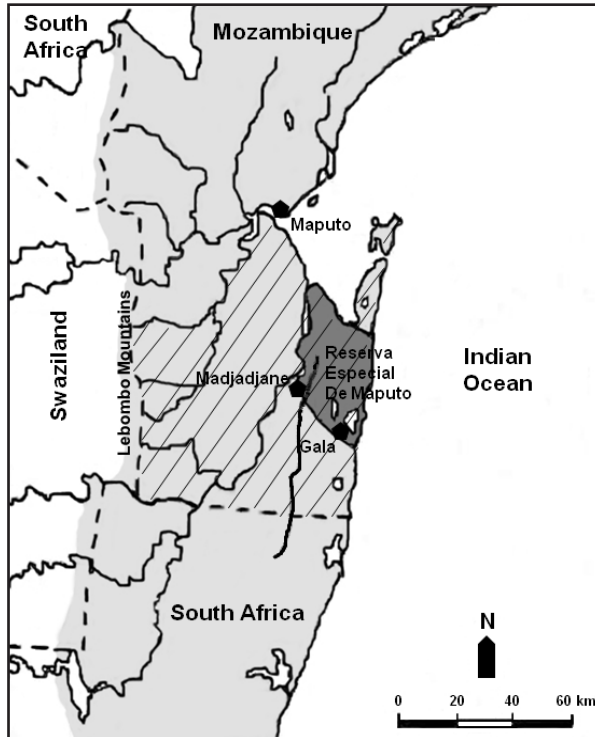 South
Africa
Mozambique
Maputo
Swaziland
Lebombo Mountains
Madjadjane
Reserva
Especial
De Maputo
Indian
Ocean
Gala
South Africa
N
0 20 40 60 km